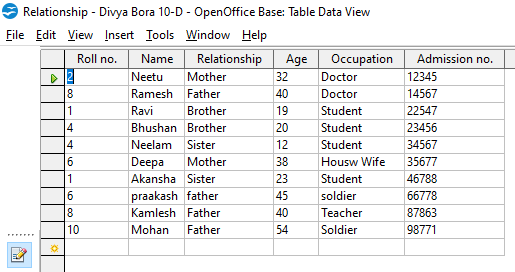 Relationship - Divya Bora 10-D - OpenOffice Base: Table Data View
File Edit View Insert Tools Window Help
Roll no. Name Relationship Age Occupation Admission no.
2 Neetu Mother 32 Doctor 12345
8 Ramesh Father 40 Doctor 14567
1 Ravi Brother 19 Student 22547
4 Bhushan Brother 20 Student 23456
4 Neelam Sister 12 Student 34567
6 Deepa Mother 38 Housw Wife 35677
1 Akansha Sister 23 Student 46788
6 praakash father 45 soldier 66778
8 Kamlesh Father 40 Teacher 87863
10 Mohan Father 54 Soldier 98771